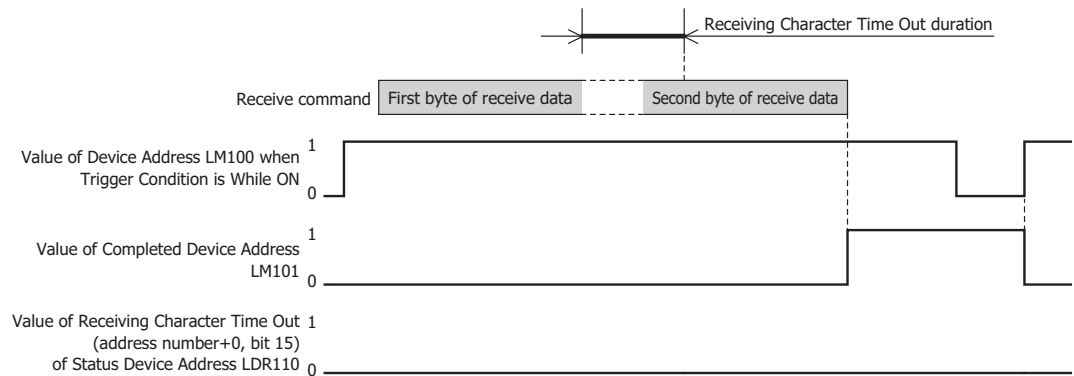 Receiving Character Time Out duration
Receive command
First byte of receive data
Second byte of receive data
Value of Device Address LM100 when
Trigger Condition is While ON
1
0
Value of Completed Device Address
LM101
1
0
Value of Receiving Character Time Out
(address number+0, bit 15)
of Status Device Address LDR110
1
0